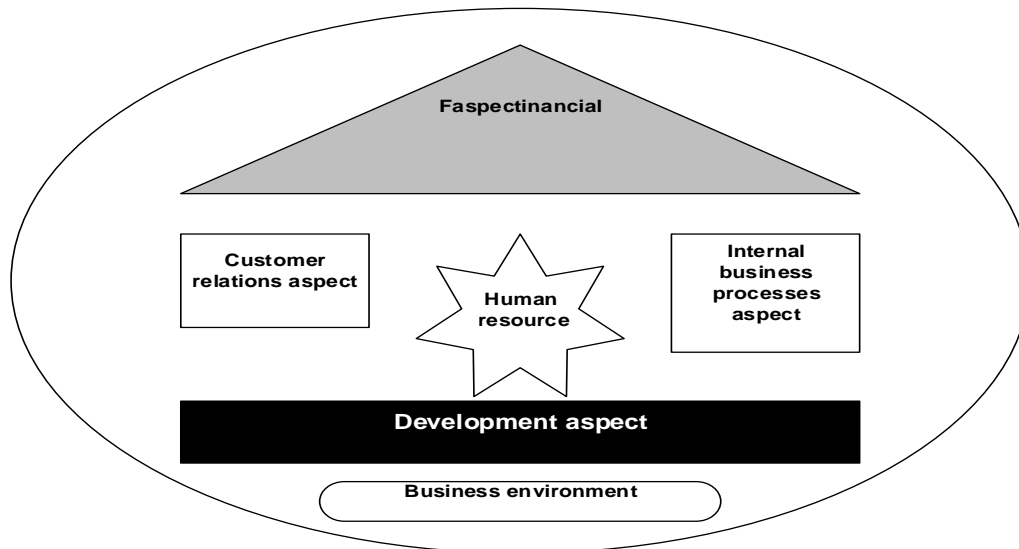 Faspectinancial
Customer
relations aspect
Human
resource
Internal
business
processes
aspect
Development aspect
Business environment